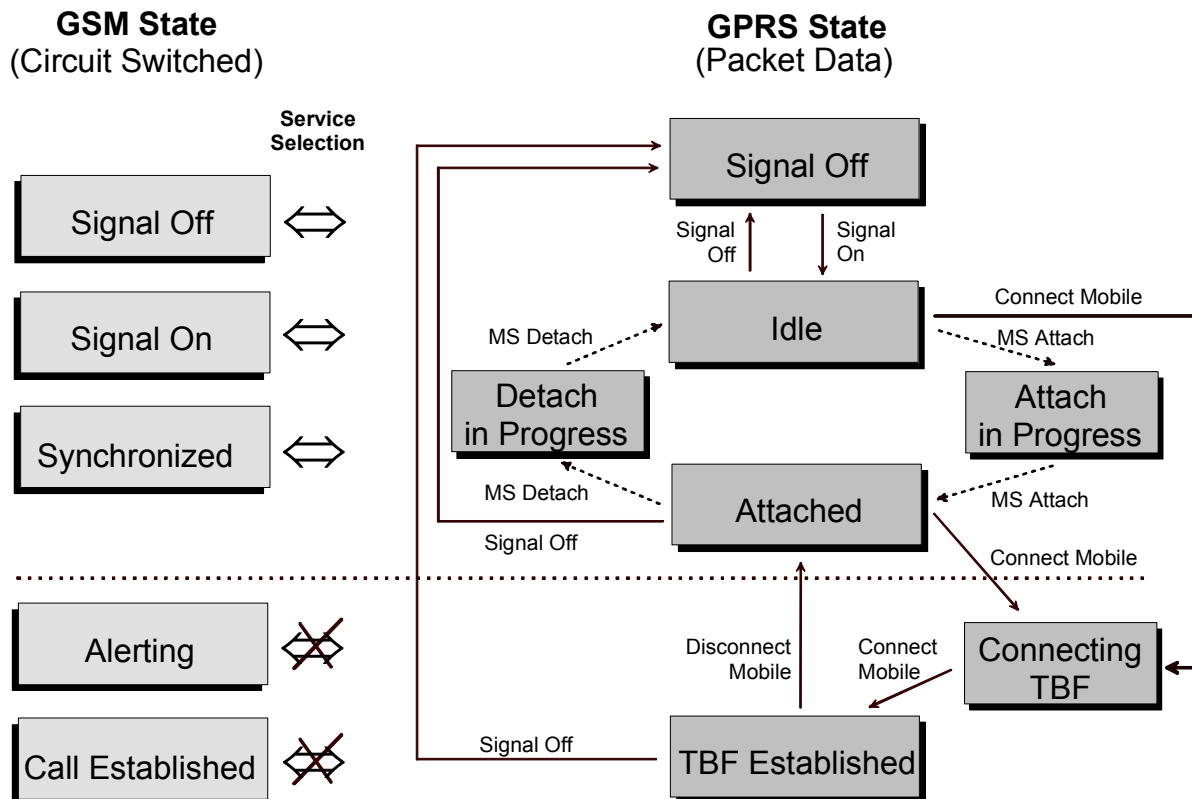 GSM State
(Circuit Switched)
GPRS State
(Packet Data)
Service
Selection
Signal Off
Signal On
Synchronized
Alerting
Call Established
Signal Off
Signal
Off
Signal
On
Idle
Connect Mobile
MS Detach
MS Attach
Detach
in Progress
Attach
in Progress
MS Detach
Attached
MS Attach
Signal Off
Connect Mobile
Disconnect
Mobile
Connect
Mobile
Connecting
TBF
Signal Off
TBF Established